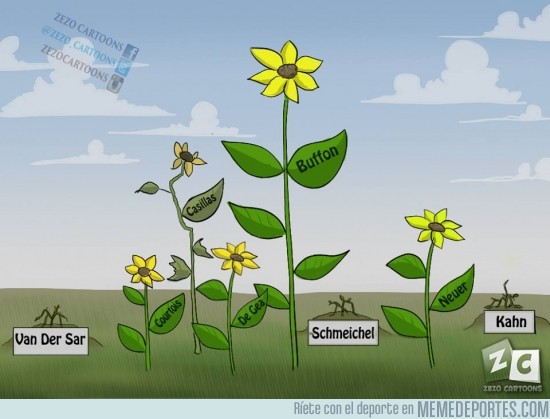 ZEZO CARTOONS
@ZEZO_CARTOONS
ZEZOCARTOONS
Buffon
Casillas
Courtois
De Gea
Neuer
Van Der Sar
Schmeichel
Kahn
ZC
ZEZO CARTOONS
Ríete con el deporte en MEMEDEPORTES.COM